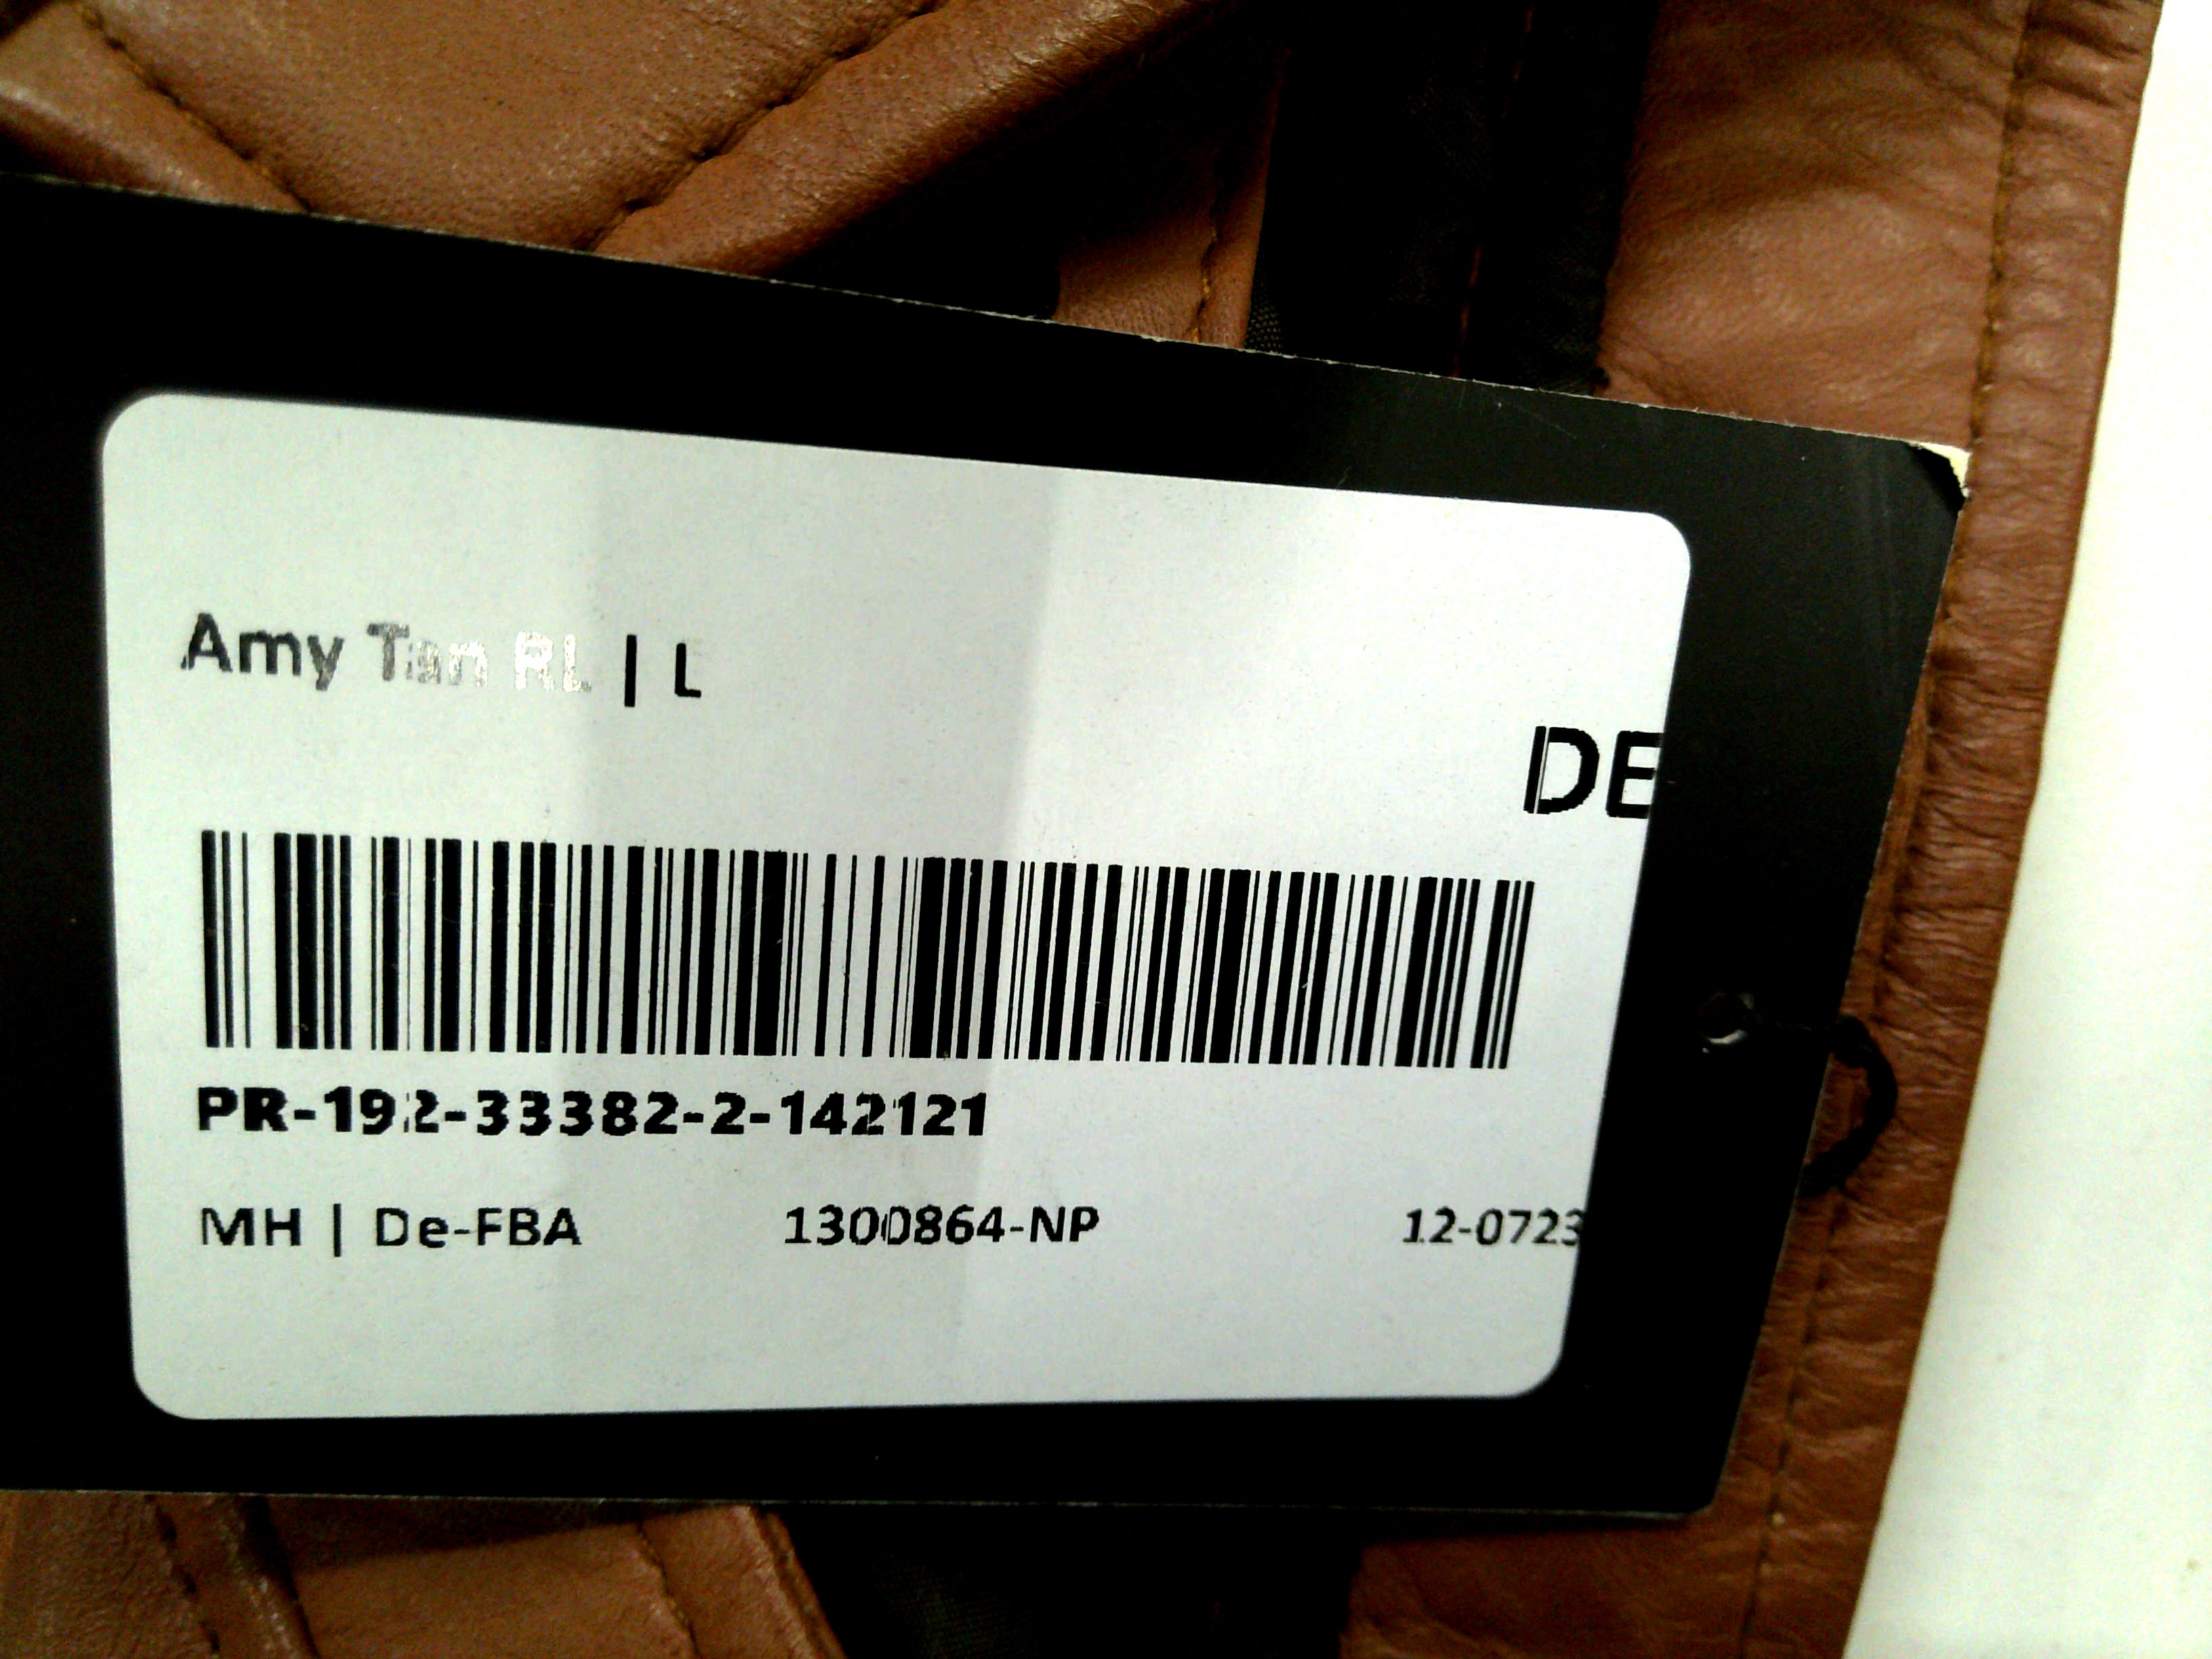 Amy Tan RL | L
DE
PR-192-33382-2-142121
MH | De-FBA 1300864-NP 12-0723